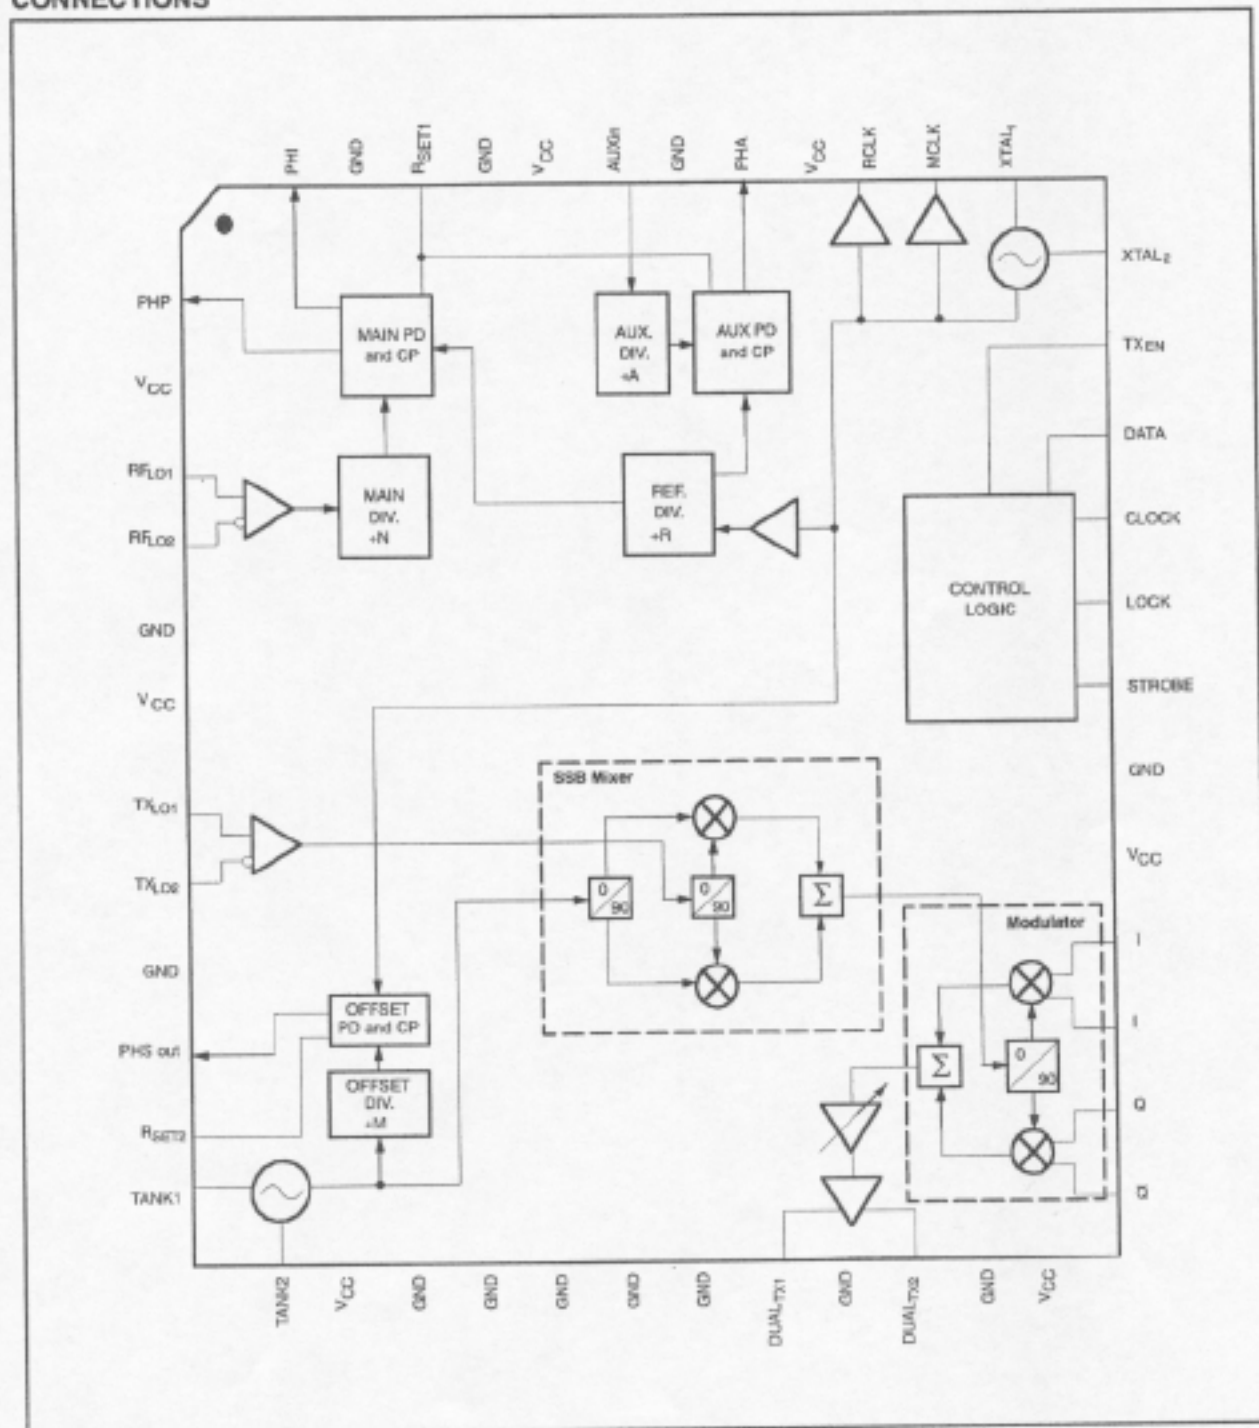 CONNECTIONS
PHI
GND
RSET1
GND
VCC
AUXin
GND
PHA
VCC
RCLK
MCLK
XTAL1
XTAL2
TXEN
DATA
CLOCK
LOCK
STROBE
GND
VCC
I
I
Q
Q
PHP
VCC
RFLO1
RFLO2
GND
VCC
TXLO1
TXLO2
GND
PHS out
RSET2
TANK1
MAIN PD
and CP
AUX.
DIV.
÷A
AUX PD
and CP
MAIN
DIV.
÷N
REF.
DIV.
÷R
CONTROL
LOGIC
SSB Mixer
0
90
0
90
Σ
Modulator
OFFSET
PD and CP
OFFSET
DIV.
÷M
Σ
0
90
TANK2
VCC
GND
GND
GND
GND
GND
DUALTX1
GND
DUALTX2
GND
VCC